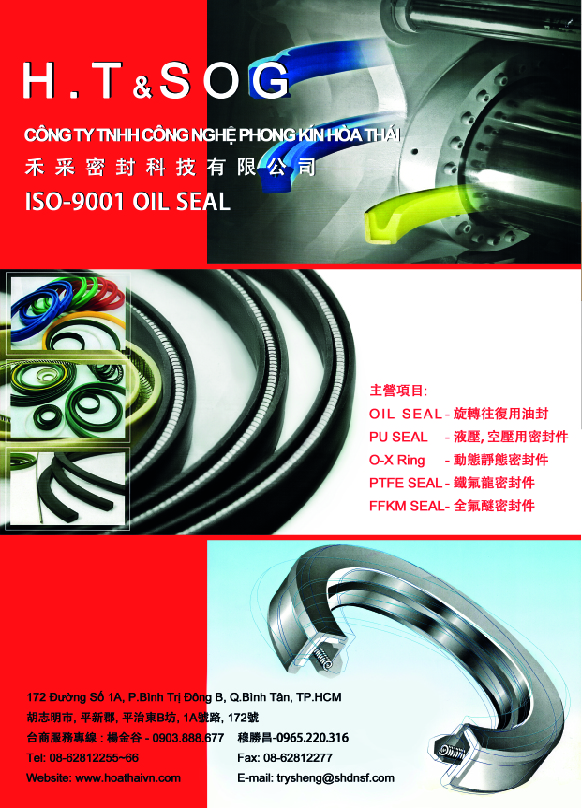 H.T&SOG
CÔNG TY TNHH CÔNG NGHỆ PHONG KÍN HÒA THÁI
禾采密封科技有限公司
ISO-9001 OIL SEAL
主營項目:
OIL SEAL - 旋轉往復用油封
PU SEAL - 液壓,空壓用密封件
O-X Ring - 動態靜態密封件
PTFE SEAL - 鐵氟龍密封件
FFKM SEAL - 全氟醚密封件
172 Đường Số 1A, P.Bình Trị Đông B, Q.Bình Tân, TP.HCM
胡志明市, 平新郡, 平治東B坊, 1A號路, 172號
台商服務專線 : 楊金谷 - 0903.888.677 穆勝昌-0965.220.316
Tel: 08-62812255~66 Fax: 08-62812277
Website: www.hoathaivn.com E-mail: trysheng@shdnsf.com